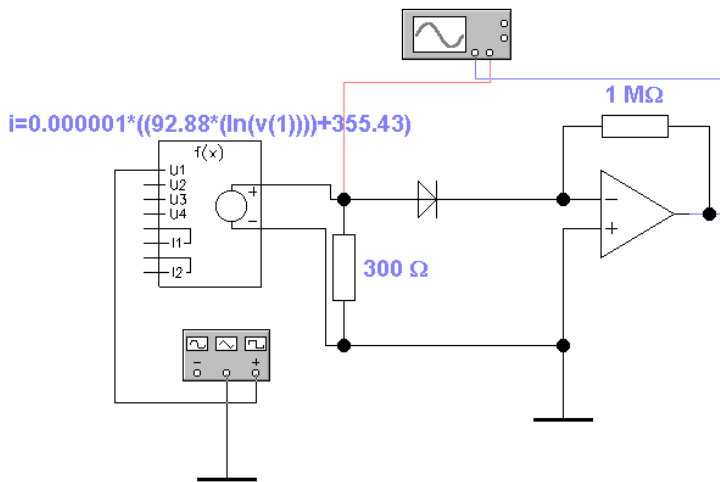 1 MΩ
i=0.000001*((92.88*(ln(v(1))))+355.43)
f(x)
U1
U2
U3
U4
I1
I2
+
−
−
+
300 Ω
−
+